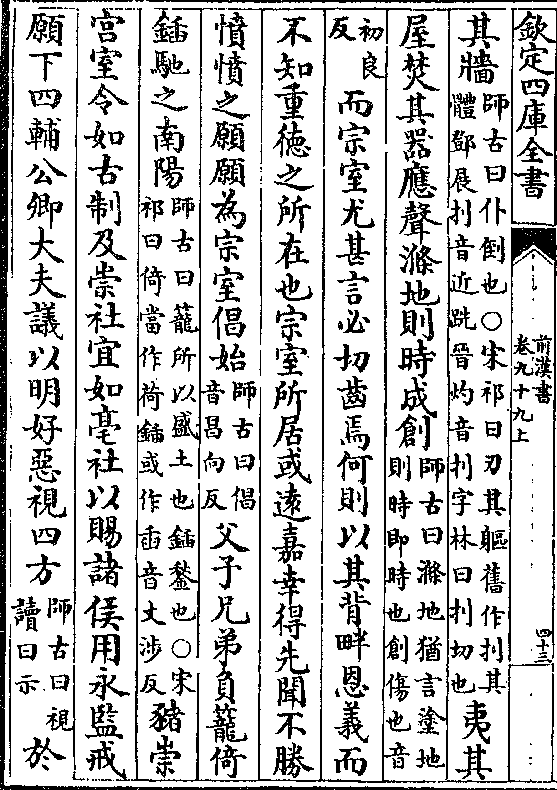 欽定四庫全書
前漢書
卷九十九上
四十三
其牆師古曰仆倒也○宋祁曰刃其軀舊作刌其
體鄧展刌音近跣晉灼音刌字林曰刌切也夷其
屋焚其器應聲滌地則時成創師古曰滌地猶言塗地
則時即時也創傷也音
初良
反而宗室尤甚言必切齒焉何則以其背畔恩義而
不知重德之所在也宗室所居或遠嘉幸得先聞不勝
憤憤之願願為宗室倡始師古曰倡
音昌向反父子兄弟負籠倚
鍤馳之南陽師古曰籠所以盛土也鍤鍫也○宋
祁曰倚當作荷鍤或作臿音丈涉反豬崇
宮室令如古制及崇社宜如亳社以賜諸侯用永監戒
願下四輔公卿大夫議以明好惡視四方師古曰視
讀曰示於